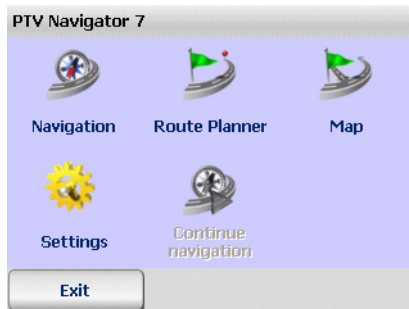 PTV Navigator 7
Navigation
Route Planner
Map
Settings
Continue
navigation
Exit